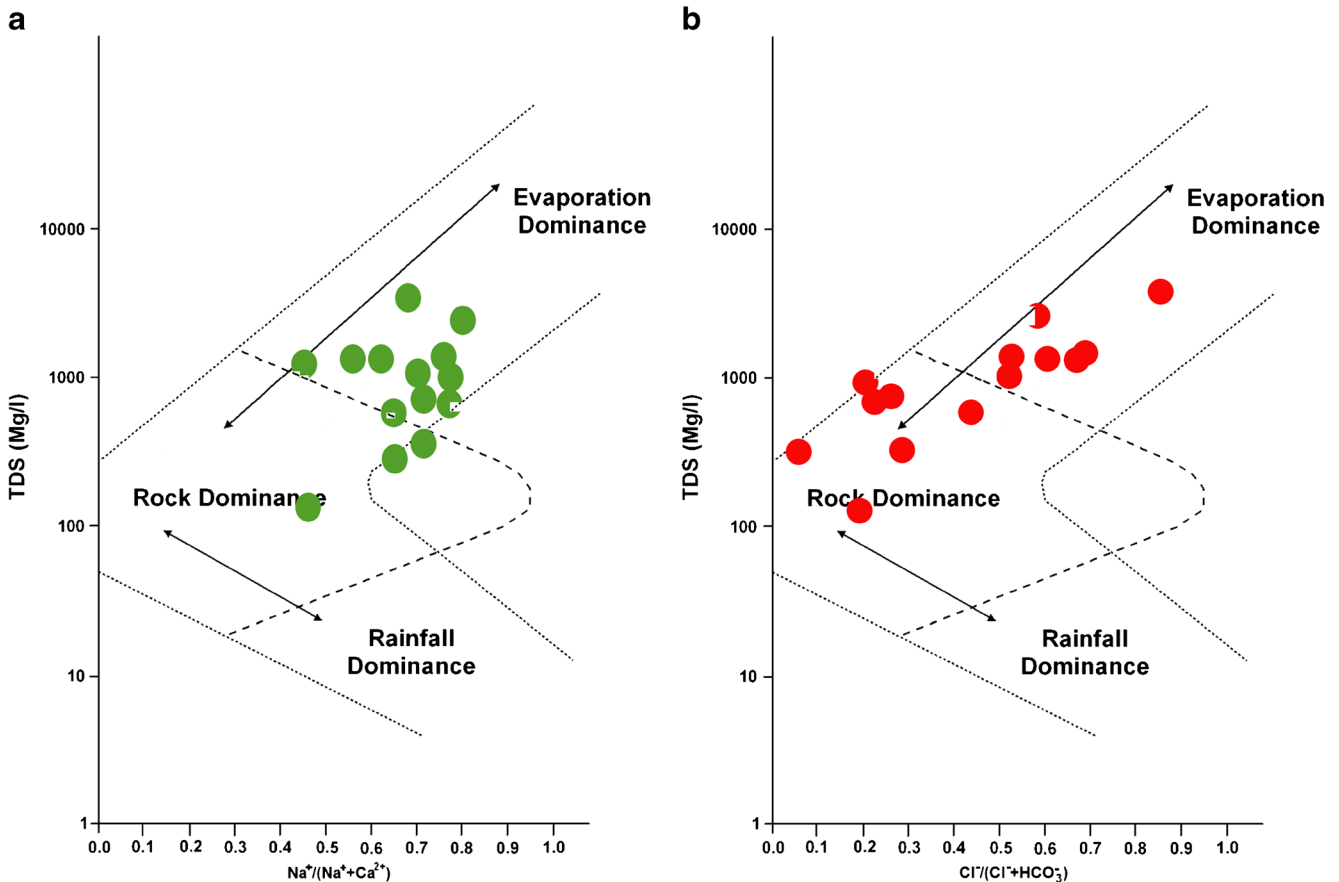 a
TDS (Mg/l)
10000
1000
100
10
1
Evaporation
Dominance
Rock Dominance
Rainfall
Dominance
0.0 0.1 0.2 0.3 0.4 0.5 0.6 0.7 0.8 0.9 1.0
Na⁺/(Na⁺+Ca²⁺)
b
TDS (Mg/l)
10000
1000
100
10
1
Evaporation
Dominance
Rock Dominance
Rainfall
Dominance
0.0 0.1 0.2 0.3 0.4 0.5 0.6 0.7 0.8 0.9 1.0
Cl⁻/(Cl⁻+HCO₃⁻)